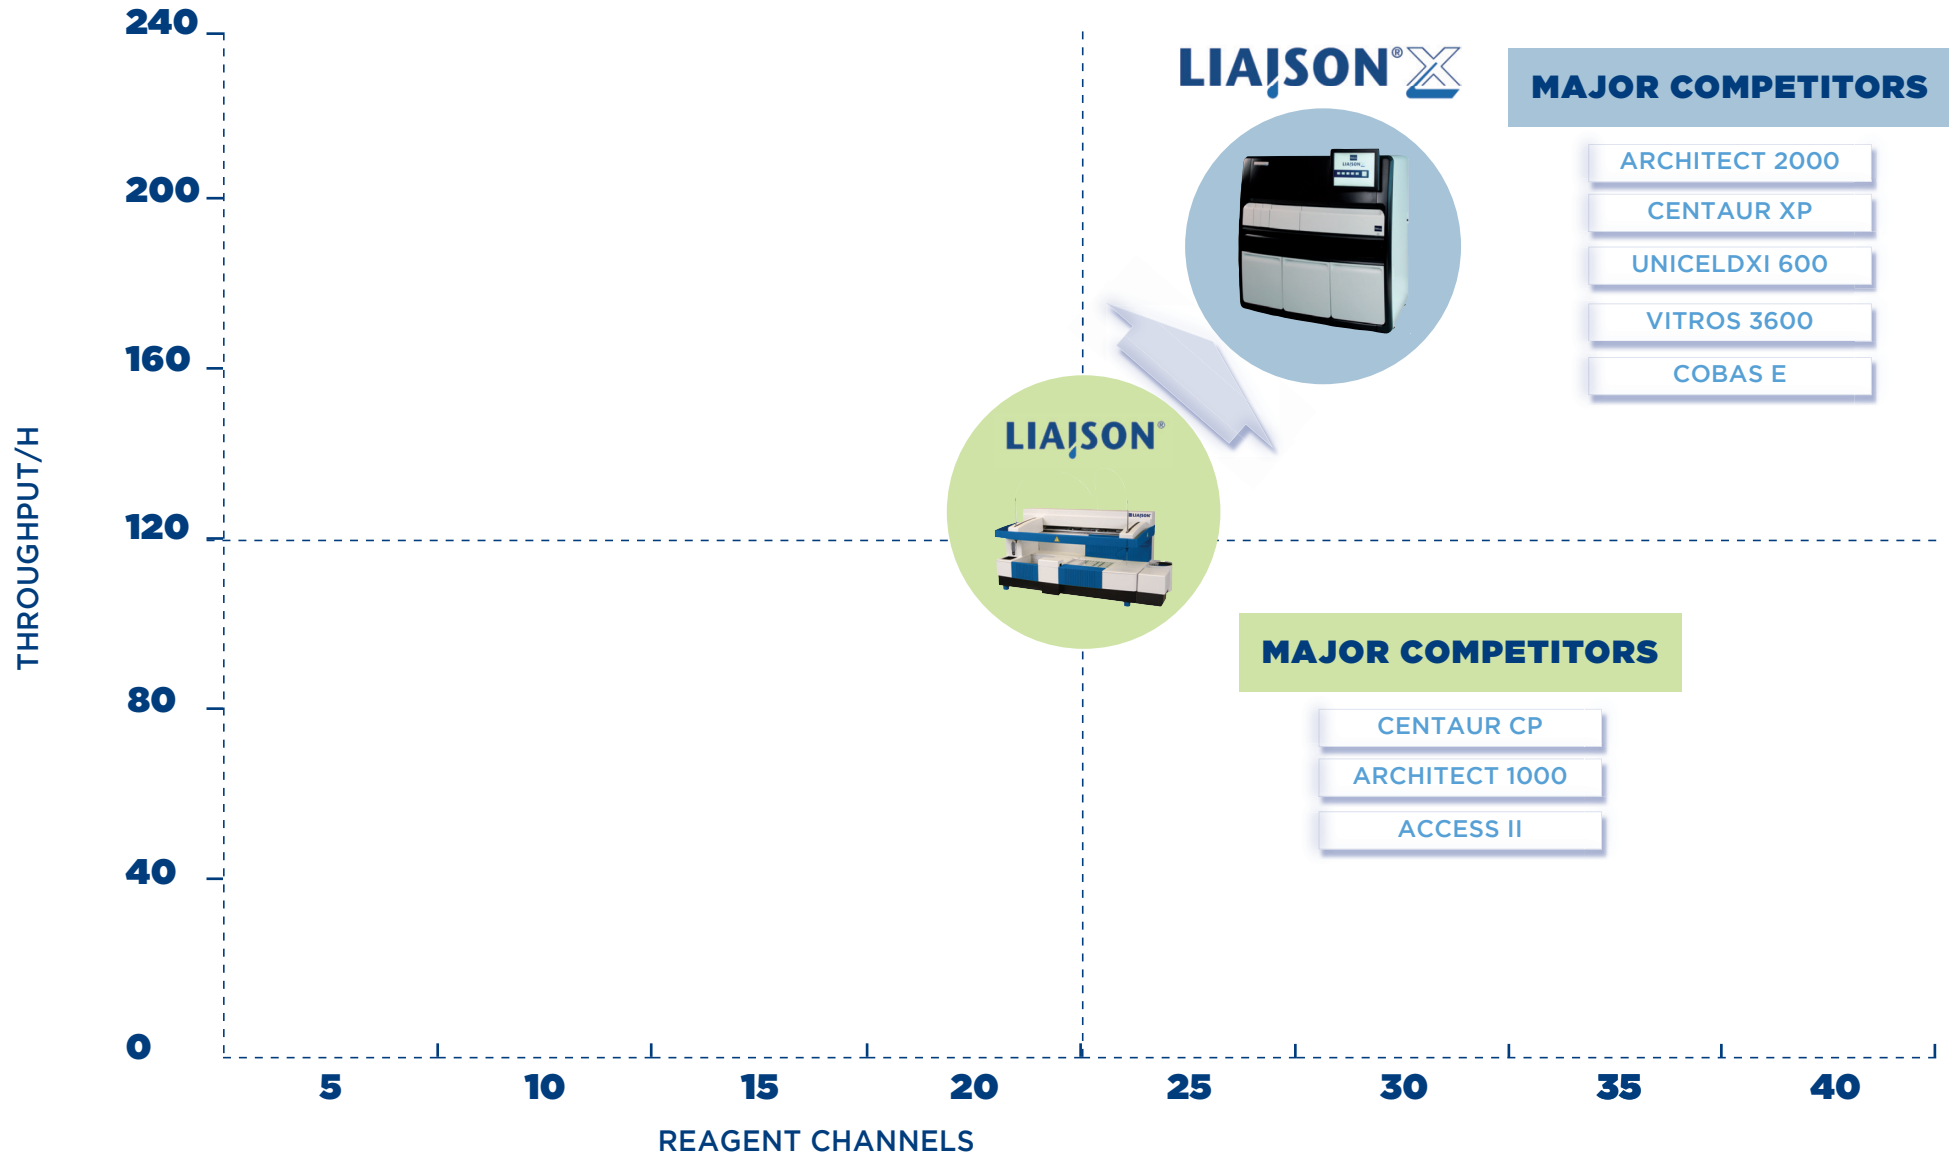 240
200
160
120
80
40
0
THROUGHPUT/H
LIAISON®XL
MAJOR COMPETITORS
ARCHITECT 2000
CENTAUR XP
UNICELDXI 600
VITROS 3600
COBAS E
LIAISON®
MAJOR COMPETITORS
CENTAUR CP
ARCHITECT 1000
ACCESS II
5 10 15 20 25 30 35 40
REAGENT CHANNELS